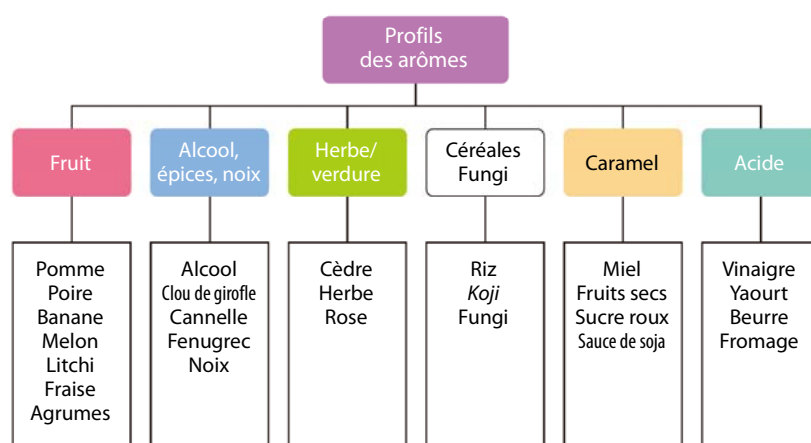 Profils
des arômes
Fruit
Alcool,
épices, noix
Herbe/
verdure
Céréales
Fungi
Caramel
Acide
Pomme
Poire
Banane
Melon
Litchi
Fraise
Agrumes
Alcool
Clou de girofle
Cannelle
Fenugrec
Noix
Cèdre
Herbe
Rose
Riz
Koji
Fungi
Miel
Fruits secs
Sucre roux
Sauce de soja
Vinaigre
Yaourt
Beurre
Fromage